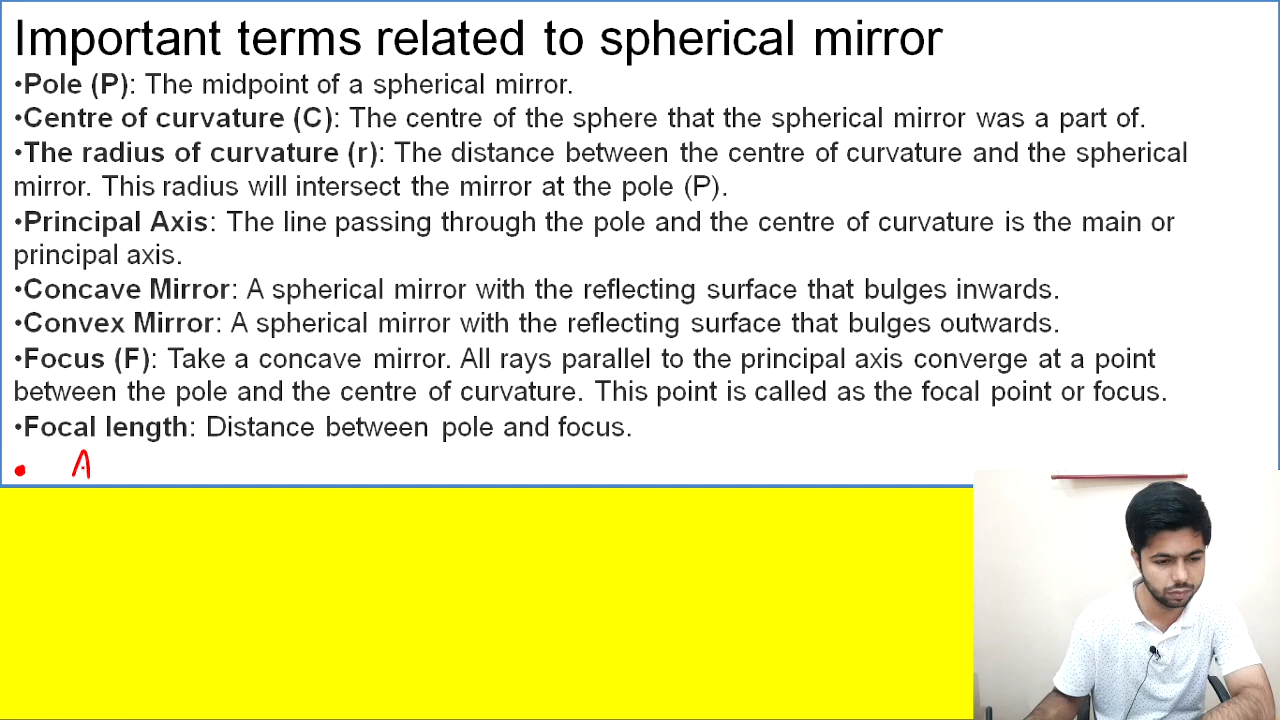 Important terms related to spherical mirror
•Pole (P): The midpoint of a spherical mirror.
•Centre of curvature (C): The centre of the sphere that the spherical mirror was a part of.
•The radius of curvature (r): The distance between the centre of curvature and the spherical
mirror. This radius will intersect the mirror at the pole (P).
•Principal Axis: The line passing through the pole and the centre of curvature is the main or
principal axis.
•Concave Mirror: A spherical mirror with the reflecting surface that bulges inwards.
•Convex Mirror: A spherical mirror with the reflecting surface that bulges outwards.
•Focus (F): Take a concave mirror. All rays parallel to the principal axis converge at a point
between the pole and the centre of curvature. This point is called as the focal point or focus.
•Focal length: Distance between pole and focus.
• A